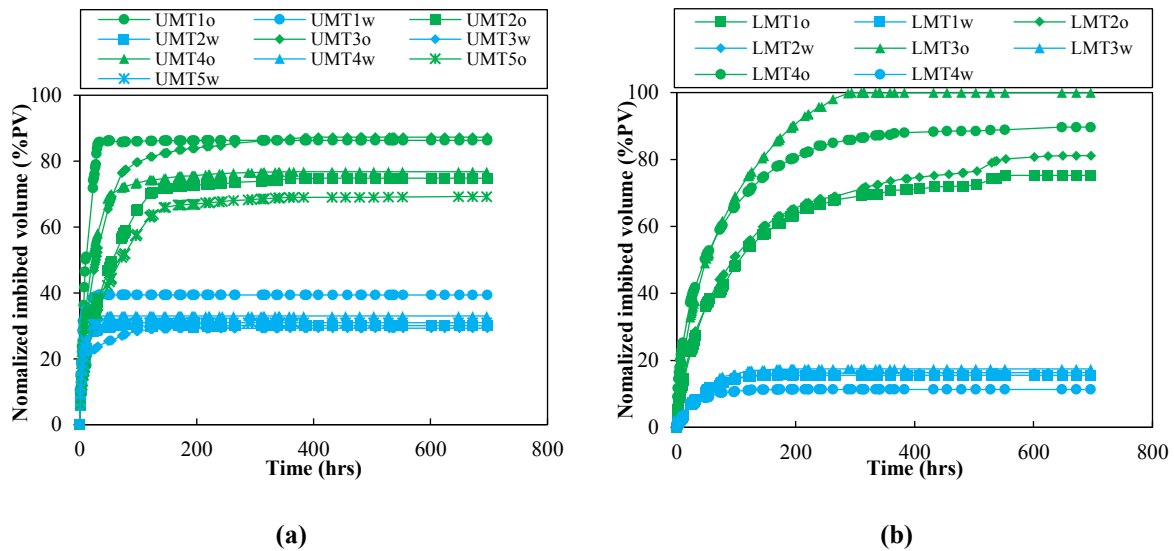 UMT1o UMT1w UMT2o
UMT2w UMT3o UMT3w
UMT4o UMT4w UMT5o
UMT5w
100
80
60
40
20
0
Nomalized imbibed volume (%PV)
0 200 400 600 800
Time (hrs)
(a)
LMT1o LMT1w LMT2o
LMT2w LMT3o LMT3w
LMT4o LMT4w
100
80
60
40
20
0
Nomalized imbibed volume (%PV)
0 200 400 600 800
Time (hrs)
(b)